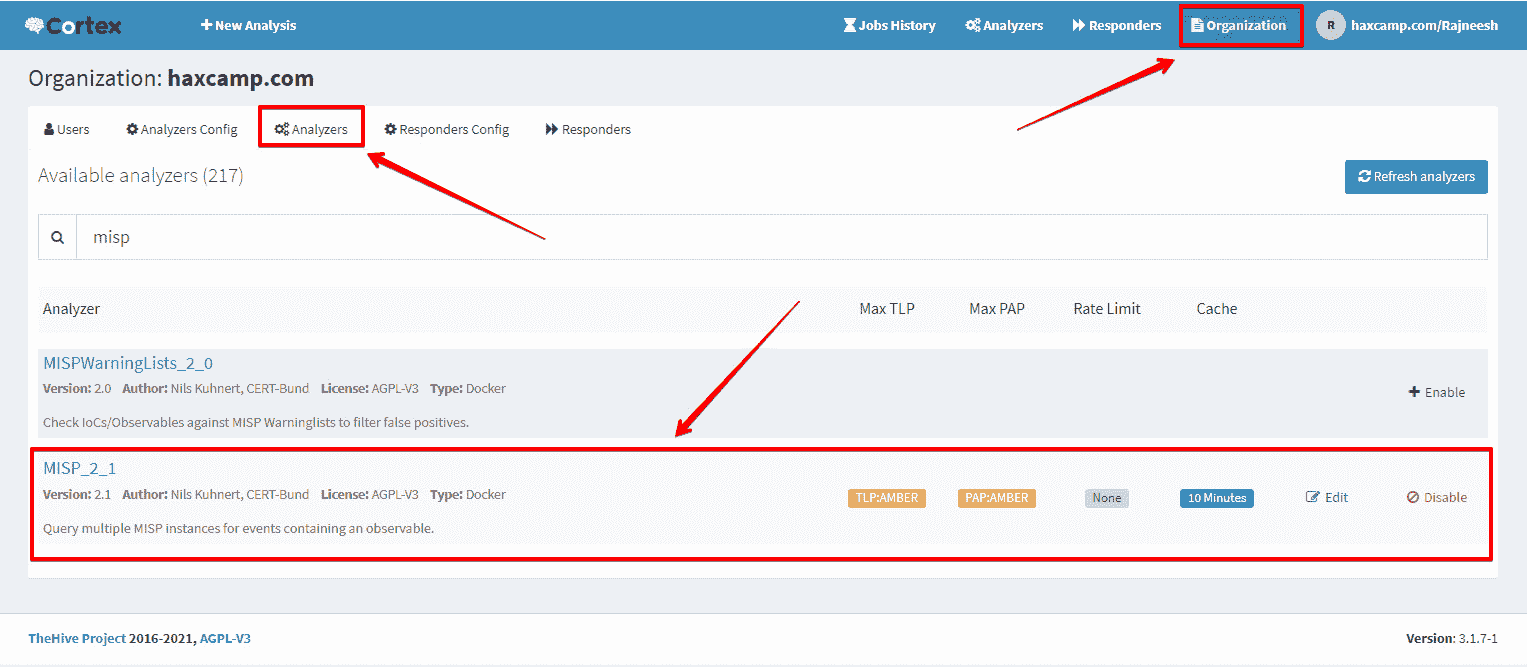 Cortex New Analysis Jobs History Analyzers Responders Organization R haxcamp.com/Rajneesh
Organization: haxcamp.com
Users Analyzers Config Analyzers Responders Config Responders
Available analyzers (217) Refresh analyzers
misp
Analyzer Max TLP Max PAP Rate Limit Cache
MISPWarningLists_2_0
Version: 2.0 Author: Nils Kuhnert, CERT-Bund License: AGPL-V3 Type: Docker
Enable
Check IoCs/Observables against MISP Warninglists to filter false positives.
MISP_2_1
Version: 2.1 Author: Nils Kuhnert, CERT-Bund License: AGPL-V3 Type: Docker TLP:AMBER PAP:AMBER None 10 Minutes Edit Disable
Query multiple MISP instances for events containing an observable.
TheHive Project 2016-2021, AGPL-V3 Version: 3.1.7-1